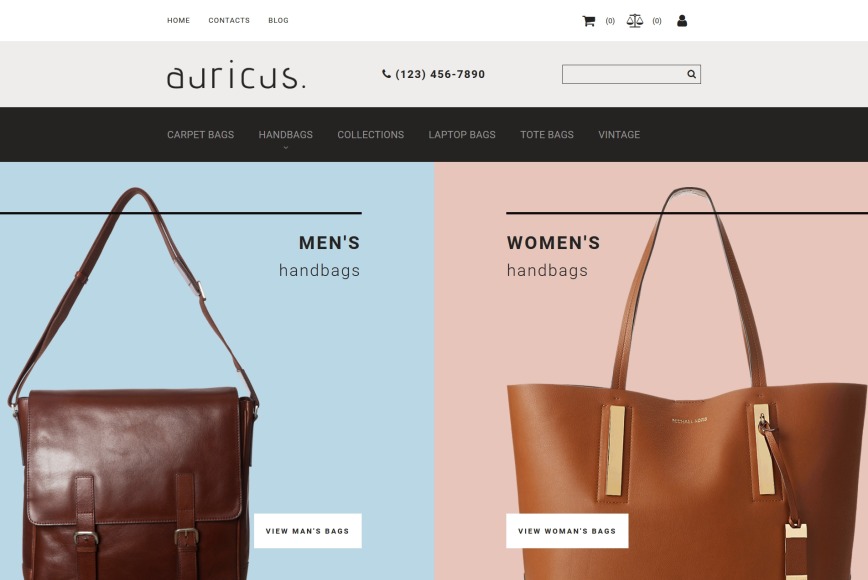 HOME CONTACTS BLOG (0) (0)
auricus. (123) 456-7890
CARPET BAGS HANDBAGS COLLECTIONS LAPTOP BAGS TOTE BAGS VINTAGE
MEN'S
handbags
WOMEN'S
handbags
MICHAEL KORS
VIEW MAN'S BAGS
VIEW WOMAN'S BAGS